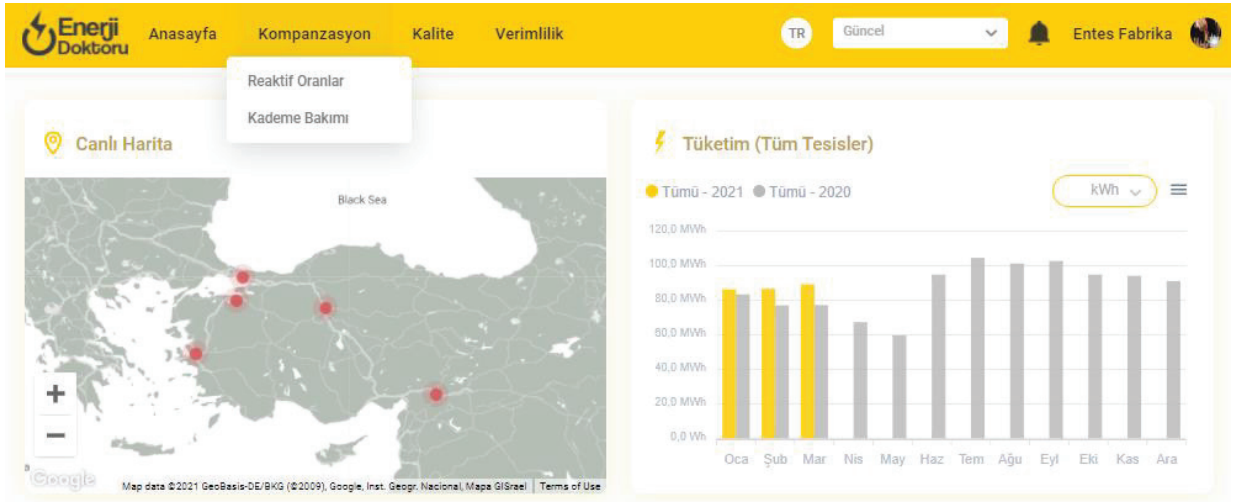 Enerji
Doktoru
Anasayfa
Kompanzasyon
Kalite
Verimlilik
TR
Güncel
Entes Fabrika
Reaktif Oranlar
Kademe Bakımı
Canlı Harita
Black Sea
+
−
Google
Map data ©2021 GeoBasis-DE/BKG (©2009), Google, Inst. Geogr. Nacional, Mapa GISrael
Terms of Use
Tüketim (Tüm Tesisler)
Tümü - 2021
Tümü - 2020
kWh
120,0 MWh
100,0 MWh
80,0 MWh
60,0 MWh
40,0 MWh
20,0 MWh
0,0 Wh
Oca Şub Mar Nis May Haz Tem Ağu Eyl Eki Kas Ara